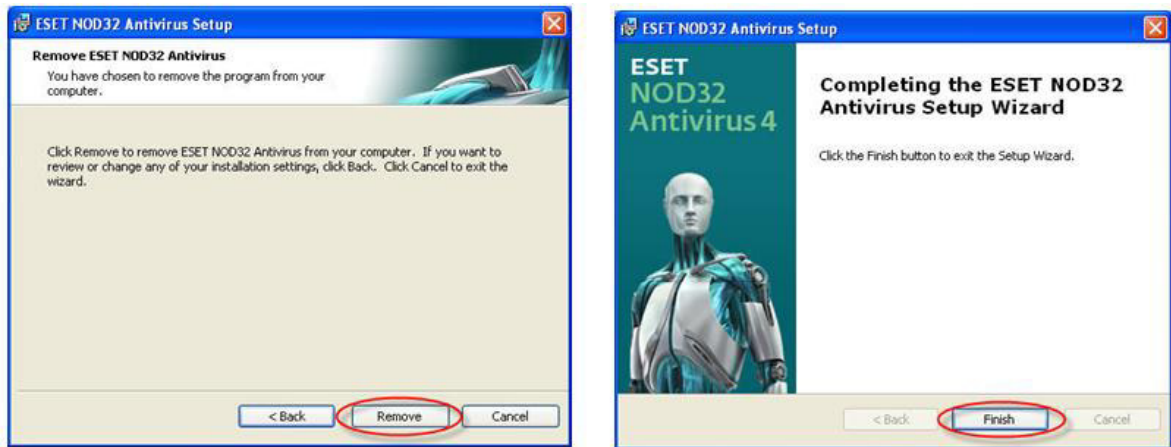 ESET NOD32 Antivirus Setup
Remove ESET NOD32 Antivirus
You have chosen to remove the program from your
computer.
Click Remove to remove ESET NOD32 Antivirus from your computer. If you want to
review or change any of your installation settings, click Back. Click Cancel to exit the
wizard.
< Back
Remove
Cancel
ESET NOD32 Antivirus Setup
ESET
NOD32
Antivirus 4
Completing the ESET NOD32
Antivirus Setup Wizard
Click the Finish button to exit the Setup Wizard.
< Back
Finish
Cancel